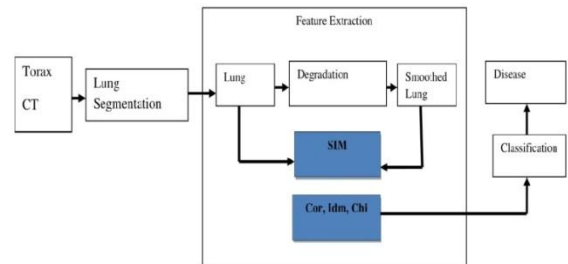 Feature Extraction
Torax
CT
Lung
Segmentation
Lung
Degradation
Smoothed
Lung
SIM
Cor, Idm, Chi
Disease
Classification